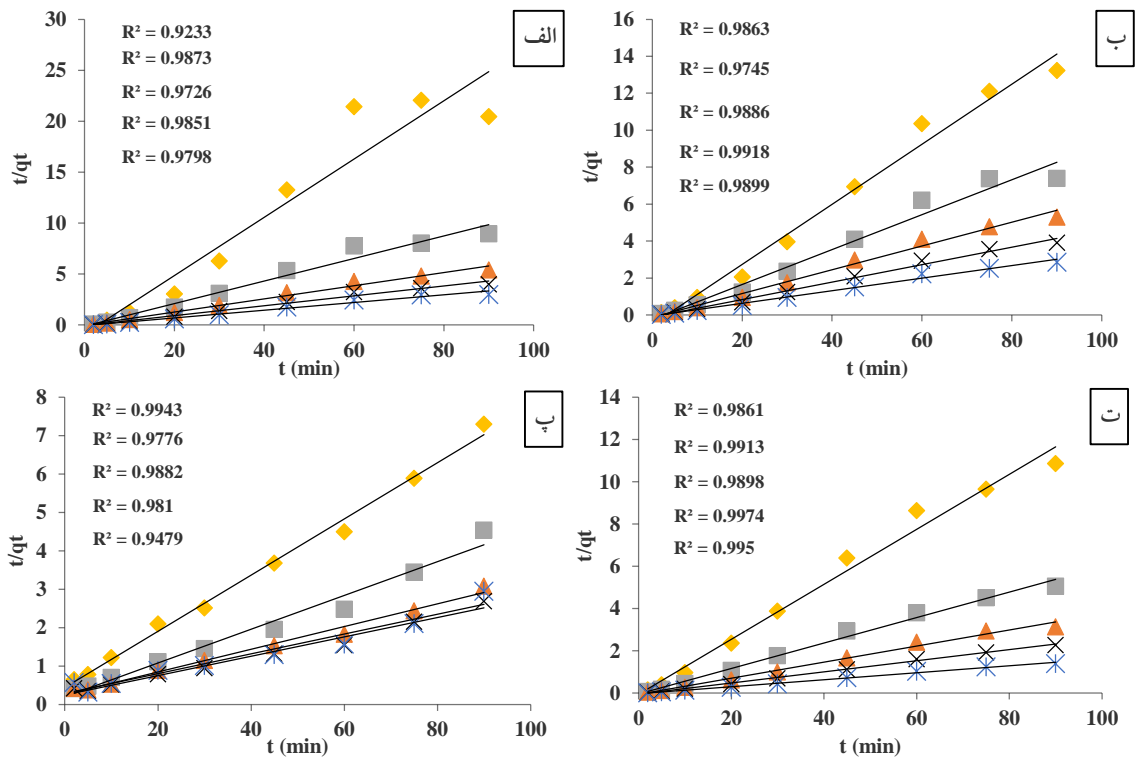 الف
R² = 0.9233
R² = 0.9873
R² = 0.9726
R² = 0.9851
R² = 0.9798
t/qt
30
25
20
15
10
5
0
0 20 40 60 80 100
t (min)
ب
R² = 0.9863
R² = 0.9745
R² = 0.9886
R² = 0.9918
R² = 0.9899
t/qt
16
14
12
10
8
6
4
2
0
0 20 40 60 80 100
t (min)
پ
R² = 0.9943
R² = 0.9776
R² = 0.9882
R² = 0.981
R² = 0.9479
t/qt
8
7
6
5
4
3
2
1
0
0 20 40 60 80 100
t (min)
ت
R² = 0.9861
R² = 0.9913
R² = 0.9898
R² = 0.9974
R² = 0.995
t/qt
14
12
10
8
6
4
2
0
0 20 40 60 80 100
t (min)